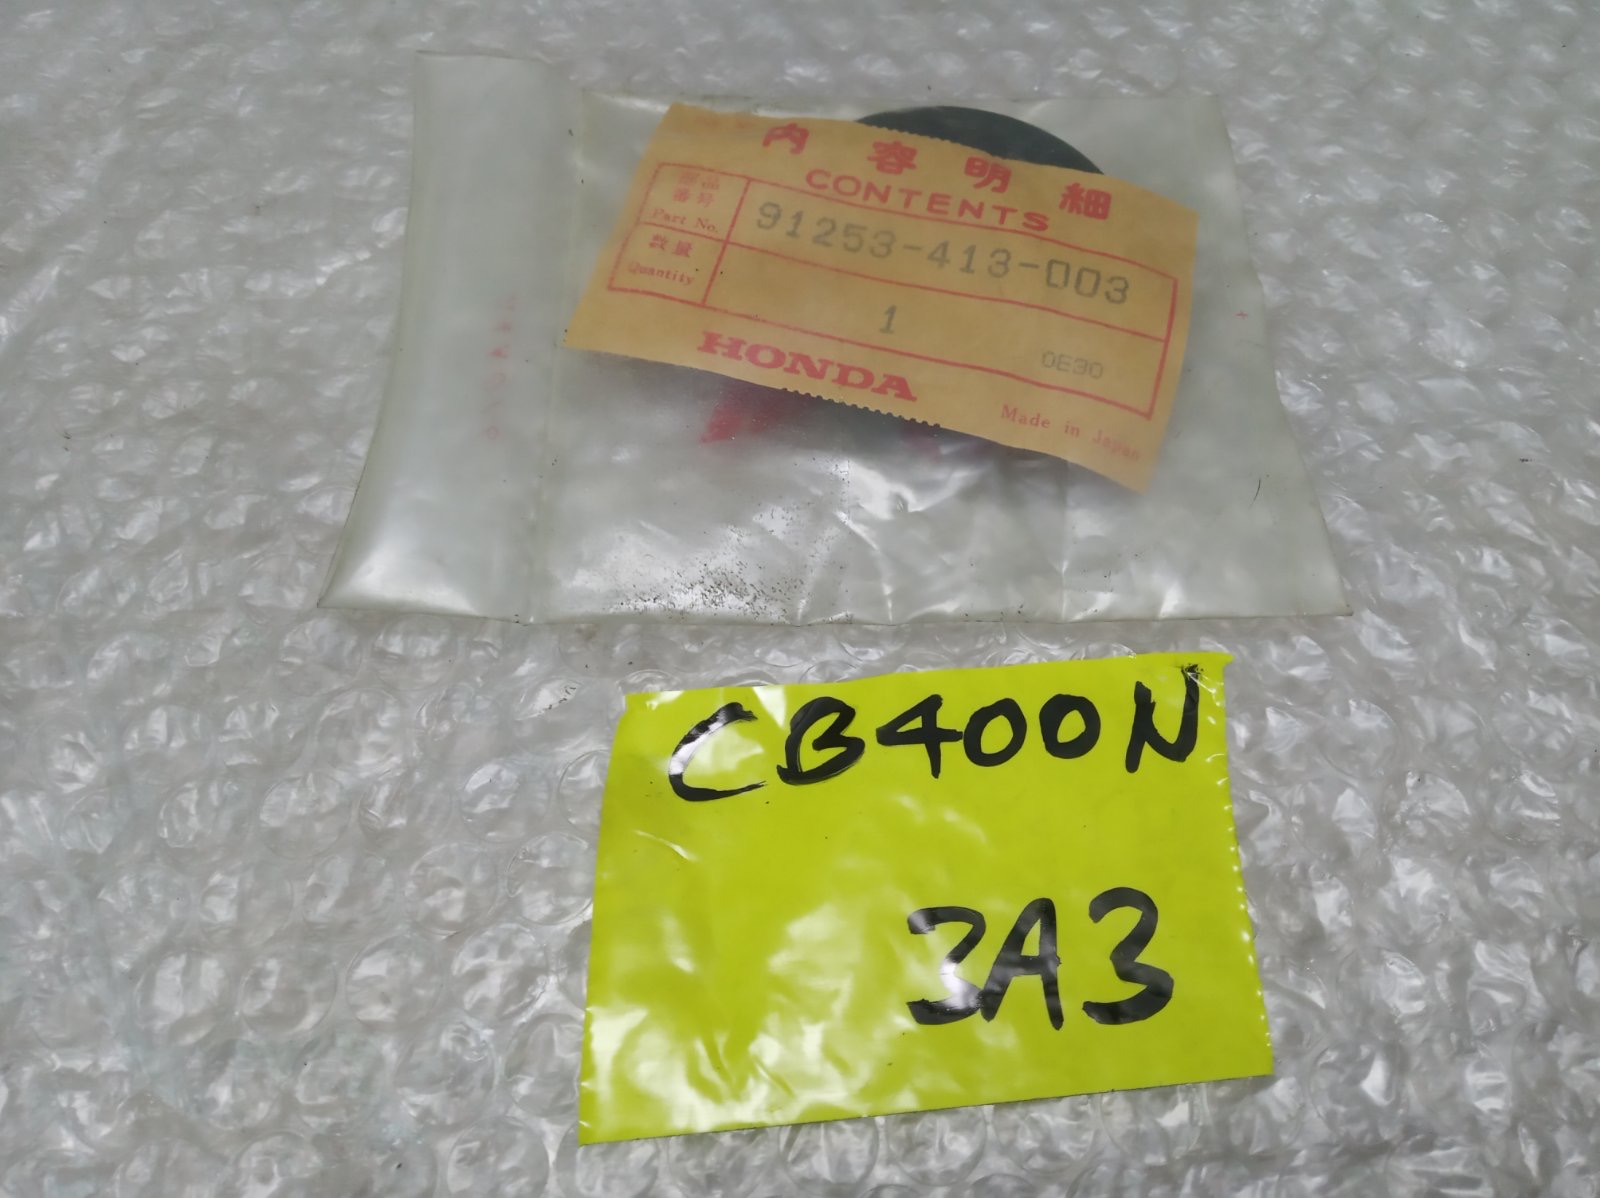 内容明細
CONTENTS
部品
番号
Part No.
91253-413-003
数量
Quantity
1
0E30
HONDA
Made in Japan
CB400N
3A3